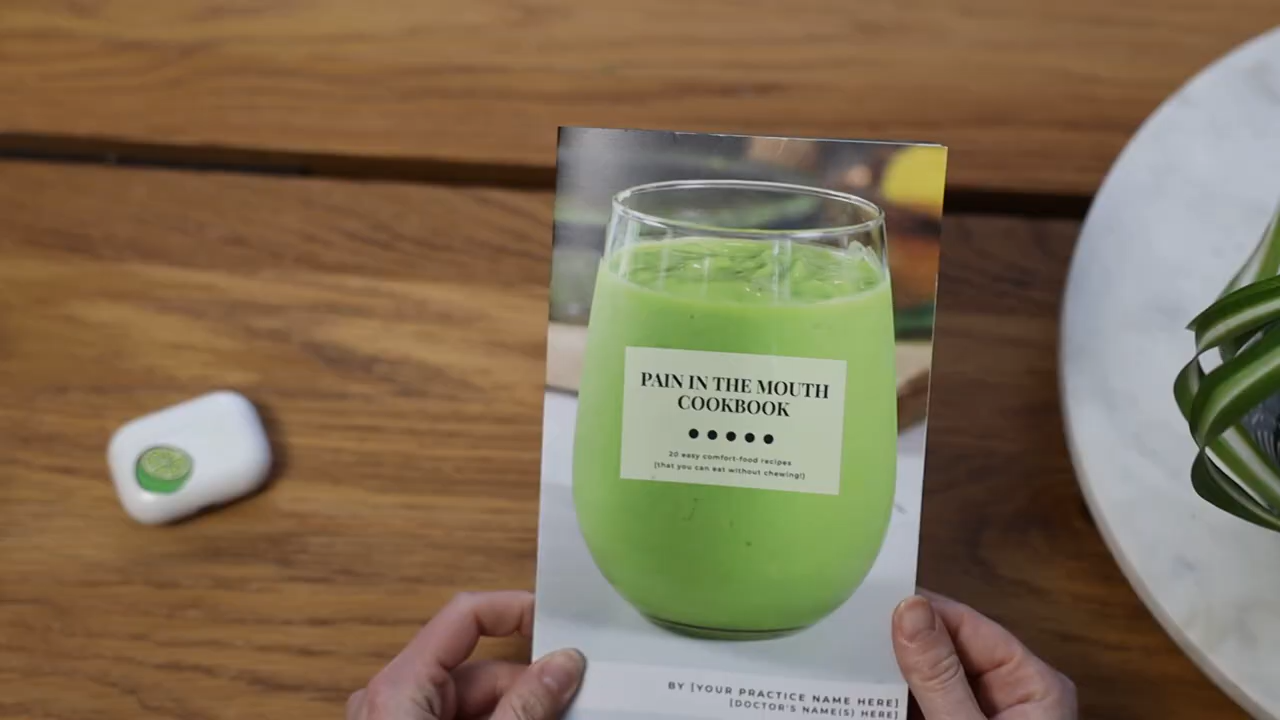 PAIN IN THE MOUTH
COOKBOOK
20 easy comfort-food recipes
(that you can eat without chewing!)
BY [YOUR PRACTICE NAME HERE]
[DOCTOR'S NAME(S) HERE]